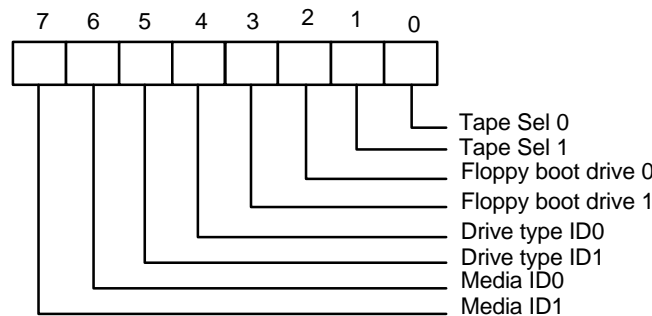 7 6 5 4 3 2 1 0
Tape Sel 0
Tape Sel 1
Floppy boot drive 0
Floppy boot drive 1
Drive type ID0
Drive type ID1
Media ID0
Media ID1